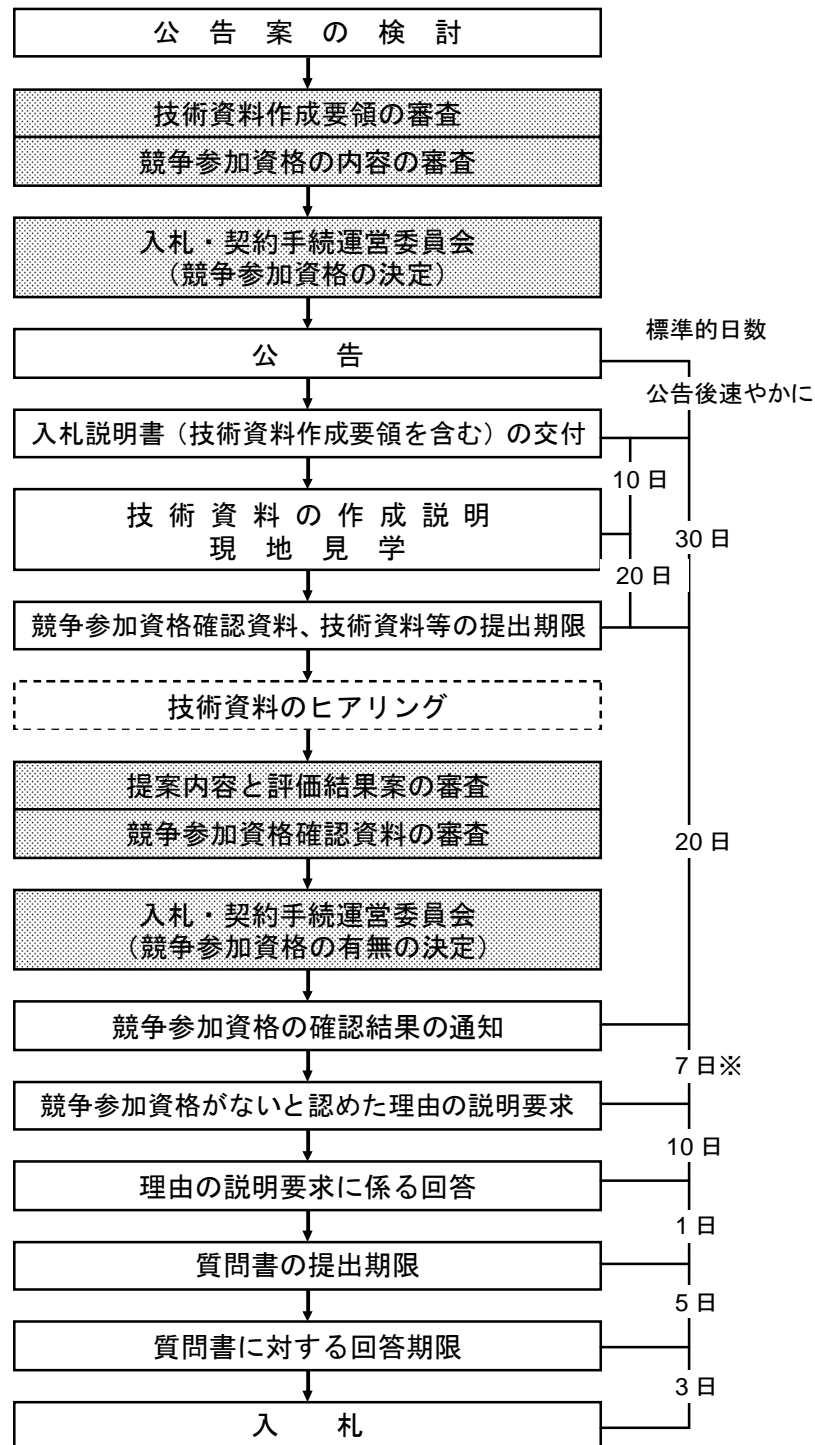 公 告 案 の 検 討
技術資料作成要領の審査
競争参加資格の内容の審査
入札・契約手続運営委員会
（競争参加資格の決定）
標準的日数
公 告
公告後速やかに
入札説明書（技術資料作成要領を含む）の交付
10 日
技 術 資 料 の 作 成 説 明
現 地 見 学
30 日
20 日
競争参加資格確認資料、技術資料等の提出期限
技術資料のヒアリング
提案内容と評価結果案の審査
競争参加資格確認資料の審査
20 日
入札・契約手続運営委員会
（競争参加資格の有無の決定）
競争参加資格の確認結果の通知
7 日※
競争参加資格がないと認めた理由の説明要求
10 日
理由の説明要求に係る回答
1 日
質問書の提出期限
5 日
質問書に対する回答期限
3 日
入 札